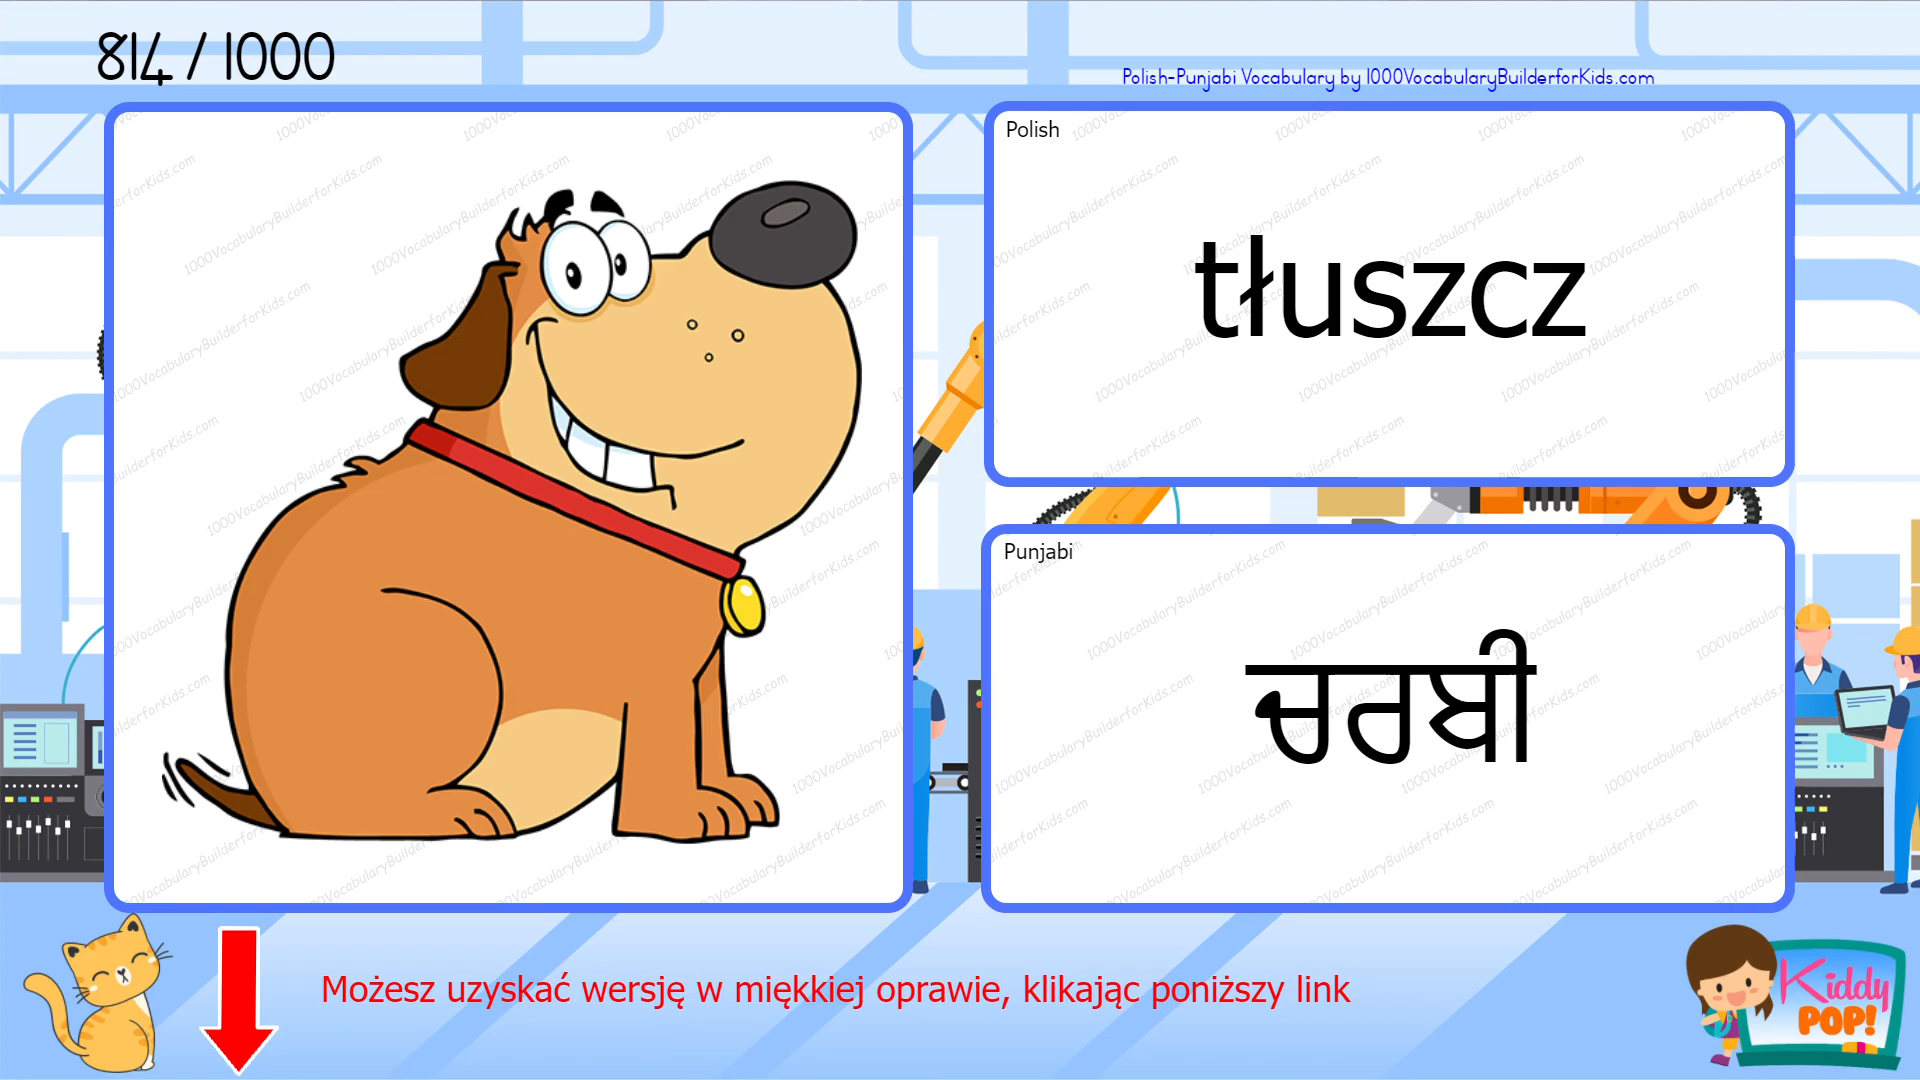 814 / 1000
Polish-Punjabi Vocabulary by 1000VocabularyBuilderforKids.com
Polish
tłuszcz
Punjabi
ਚਰਬੀ
Możesz uzyskać wersję w miękkiej oprawie, klikając poniższy link
Kiddy
POP!